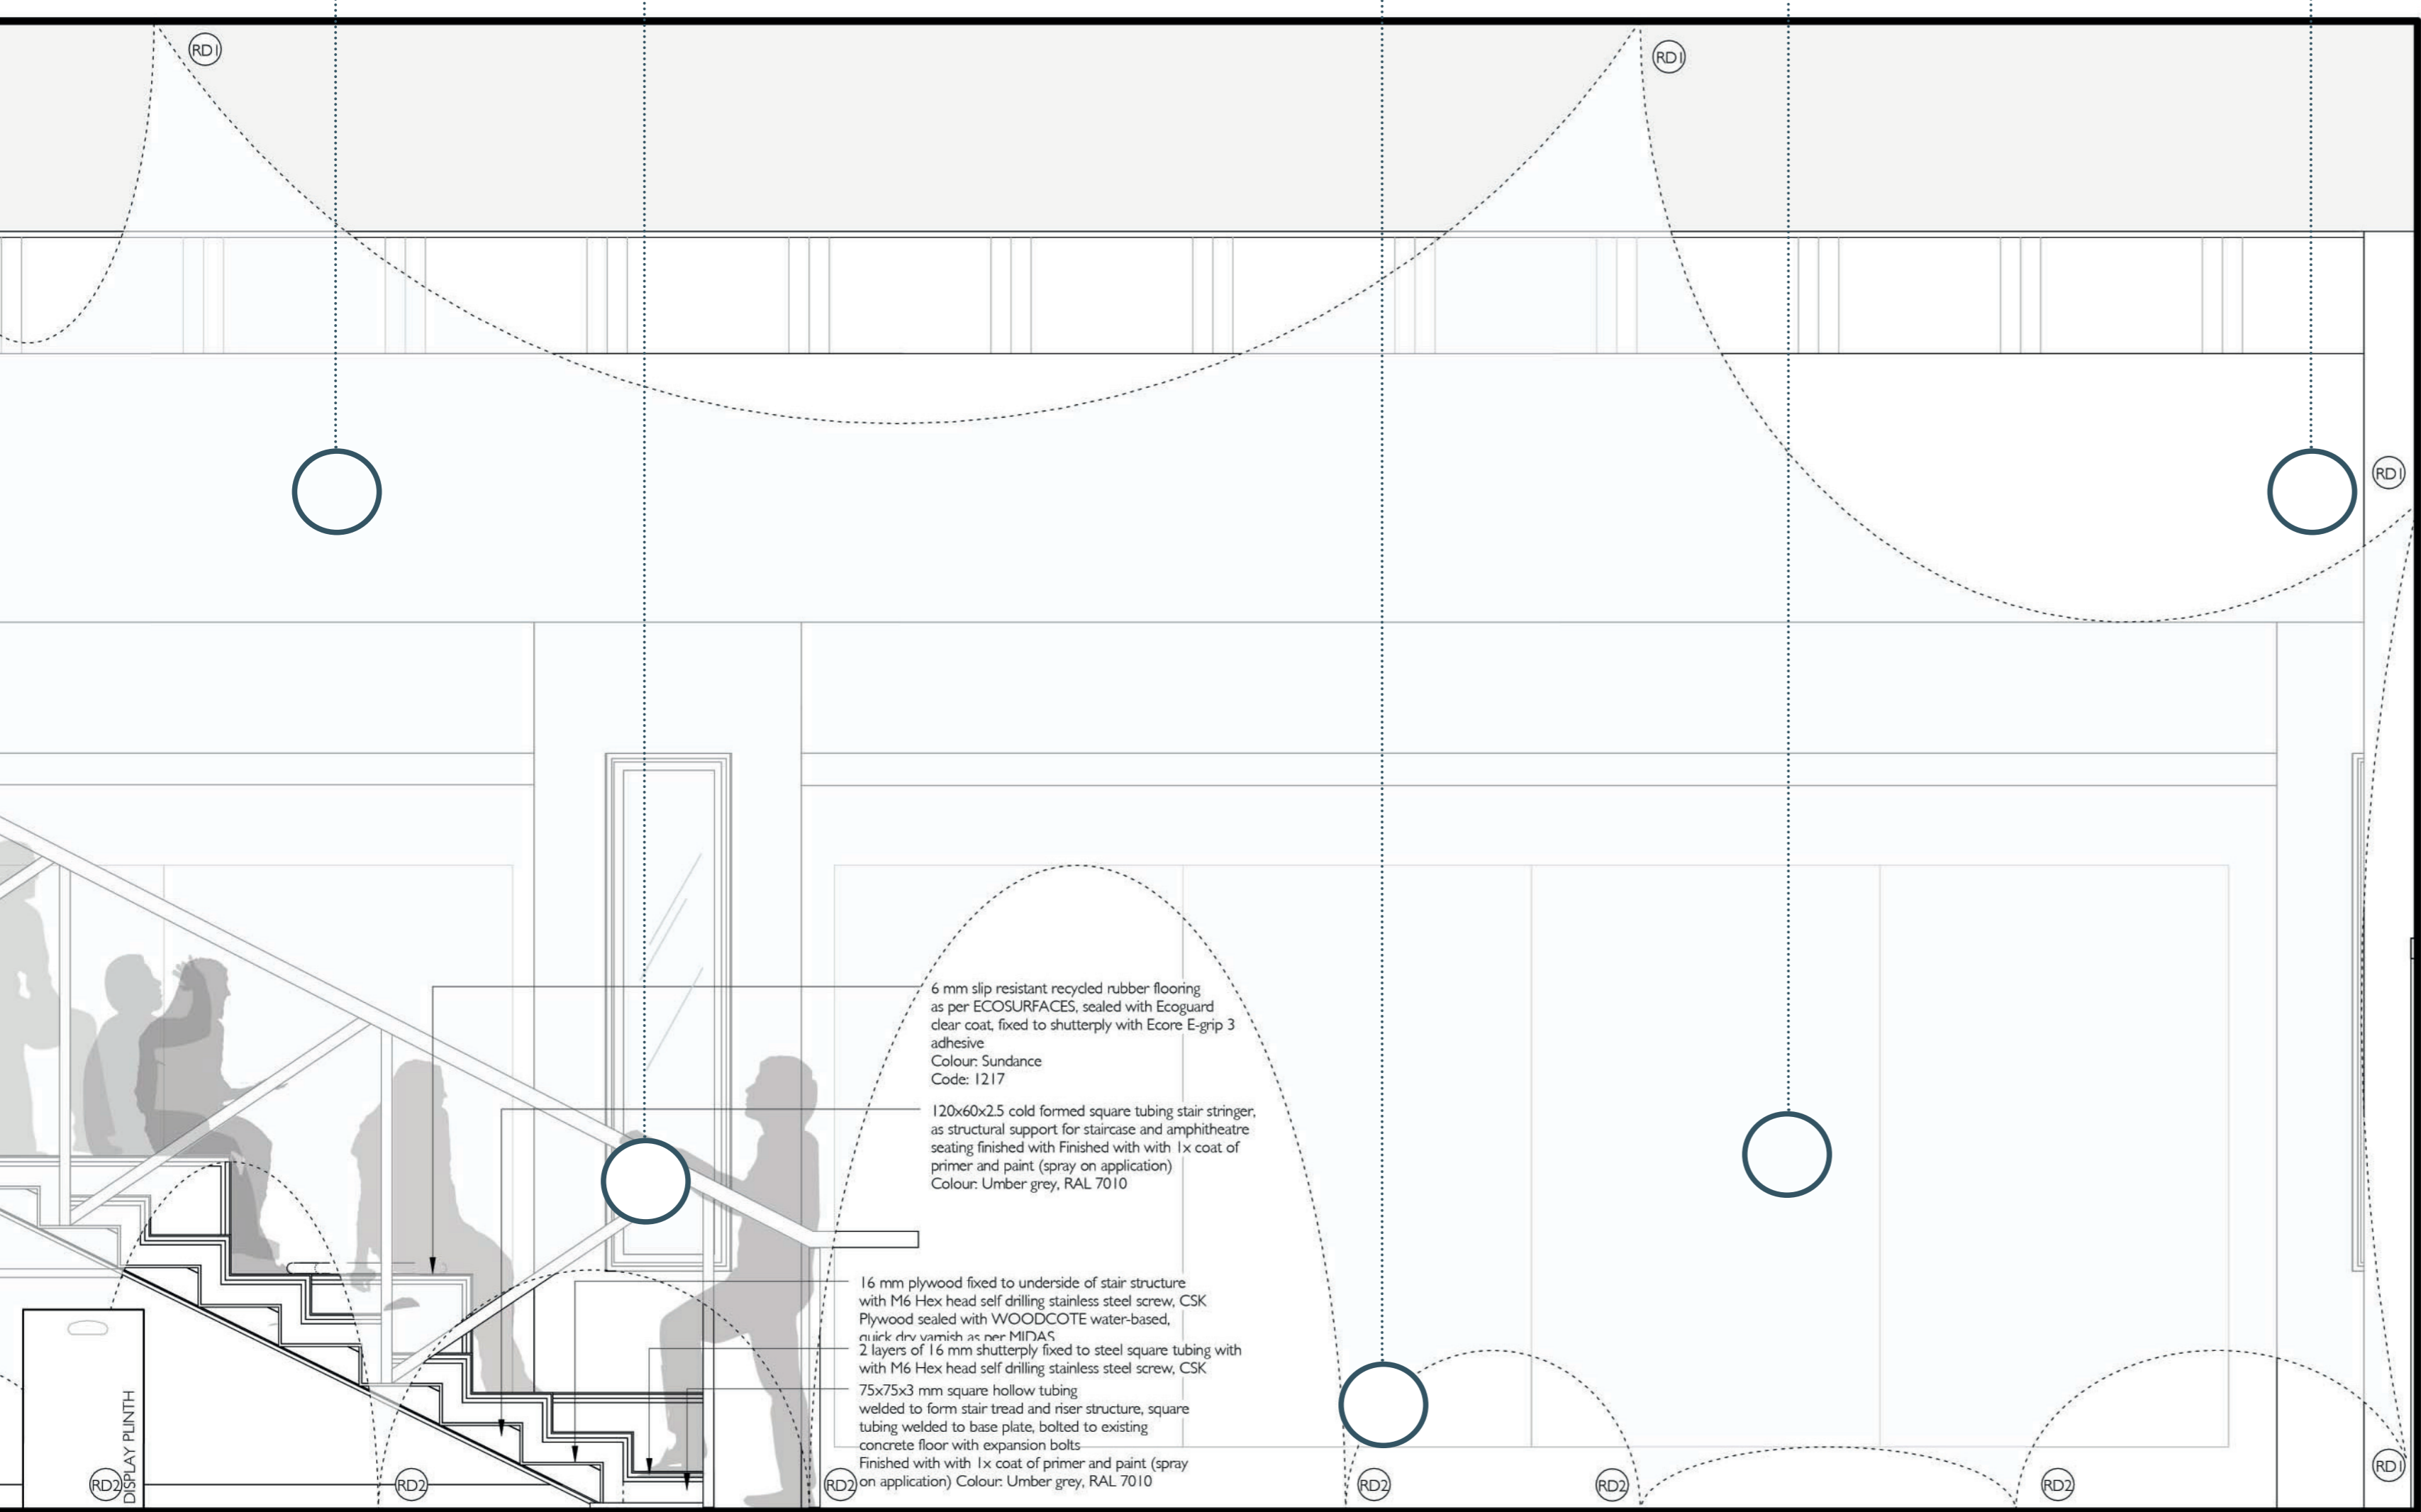 RD1
RD1
RD1
6 mm slip resistant recycled rubber flooring
as per ECOSURFACES, sealed with Ecoguard
clear coat, fixed to shutterply with Ecore E-grip 3
adhesive
Colour: Sundance
Code: 1217
120x60x2.5 cold formed square tubing stair stringer,
as structural support for staircase and amphitheatre
seating finished with Finished with with 1x coat of
primer and paint (spray on application)
Colour: Umber grey, RAL 7010
16 mm plywood fixed to underside of stair structure
with M6 Hex head self drilling stainless steel screw, CSK
Plywood sealed with WOODCOTE water-based,
quick dry varnish as per MIDAS
2 layers of 16 mm shutterply fixed to steel square tubing with
with M6 Hex head self drilling stainless steel screw, CSK
75x75x3 mm square hollow tubing
welded to form stair tread and riser structure, square
tubing welded to base plate, bolted to existing
concrete floor with expansion bolts
Finished with with 1x coat of primer and paint (spray
on application) Colour: Umber grey, RAL 7010
DISPLAY PLINTH
RD2
RD2
RD2
RD2
RD2
RD2
RD1